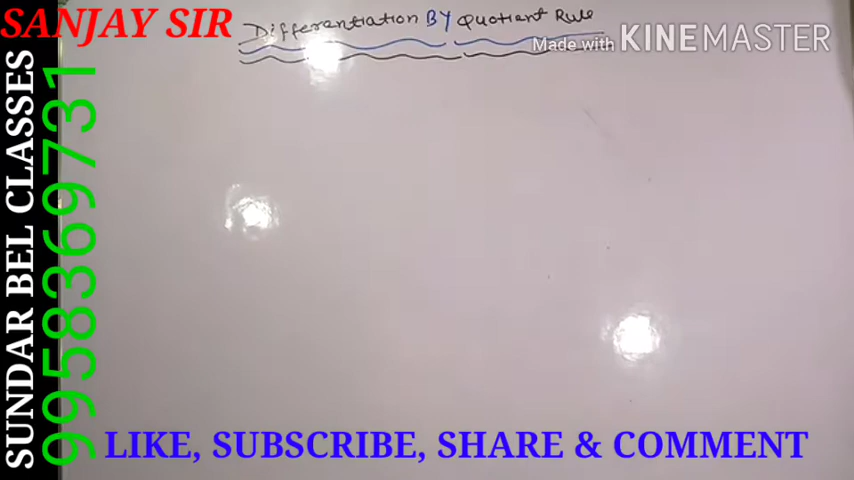 SANJAY SIR
Differentiation BY Quotient Rule
Made with KINEMASTER
SUNDAR BEL CLASSES
9958369731
LIKE, SUBSCRIBE, SHARE & COMMENT